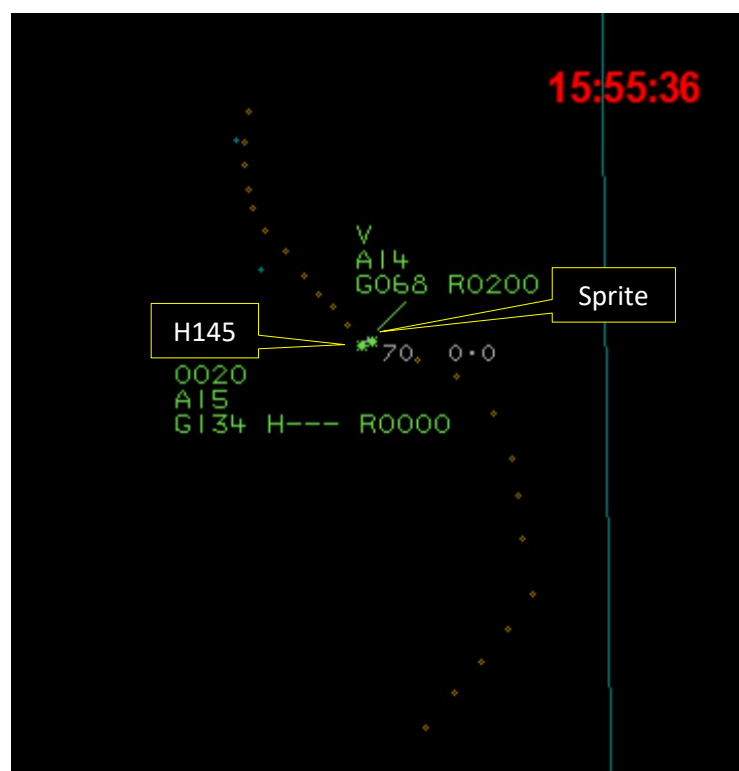 15:55:36
V
A14
G068 R0200
Sprite
H145
70 0·0
0020
A15
G134 H--- R0000